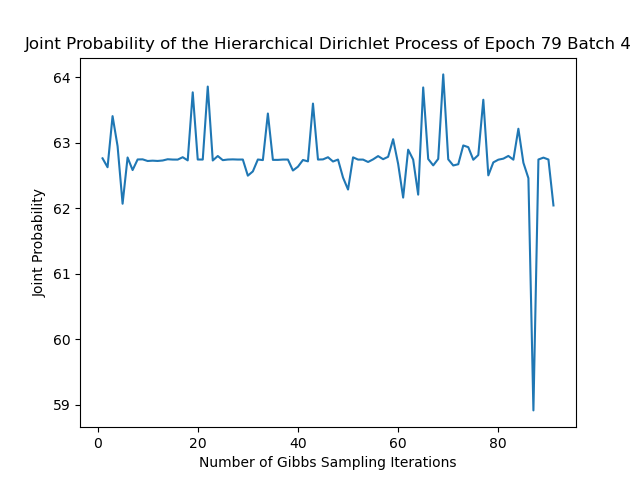 Joint Probability of the Hierarchical Dirichlet Process of Epoch 79 Batch 4
64
63
62
61
60
59
Joint Probability
0 20 40 60 80
Number of Gibbs Sampling Iterations